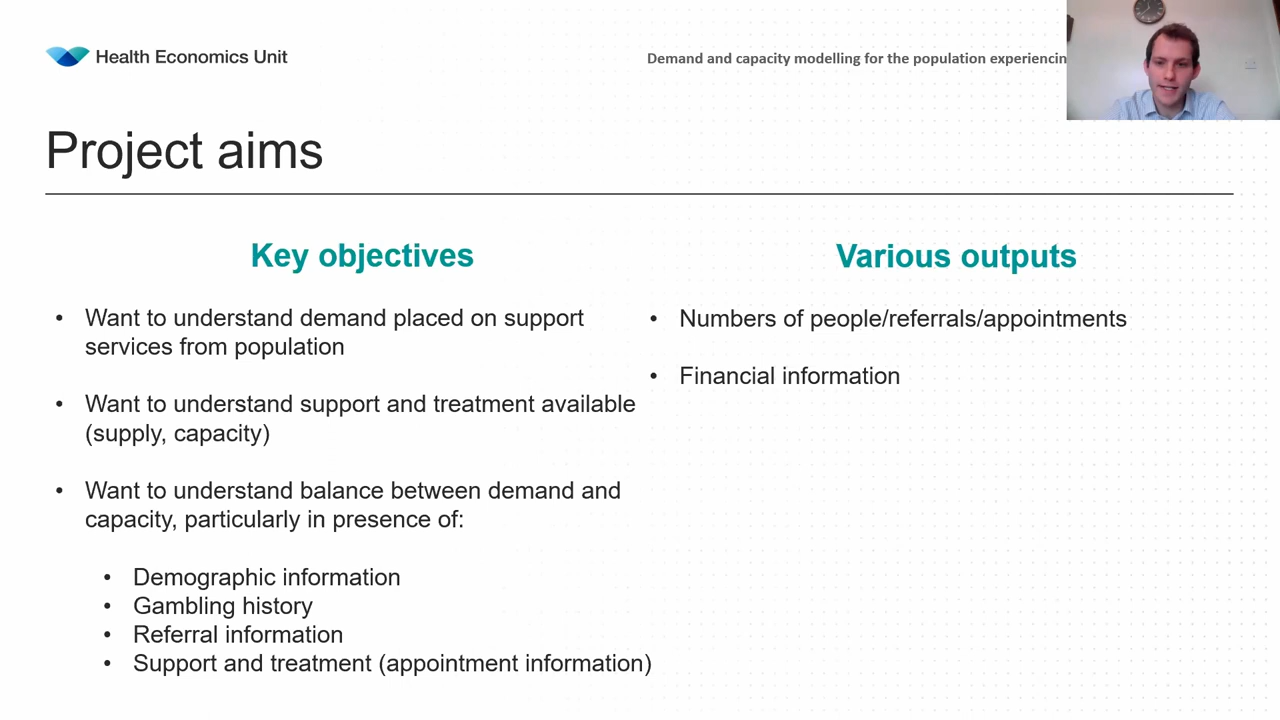 Health Economics Unit
Demand and capacity modelling for the population experiencin
Project aims
Key objectives
• Want to understand demand placed on support
services from population
• Want to understand support and treatment available
(supply, capacity)
• Want to understand balance between demand and
capacity, particularly in presence of:
• Demographic information
• Gambling history
• Referral information
• Support and treatment (appointment information)
Various outputs
• Numbers of people/referrals/appointments
• Financial information